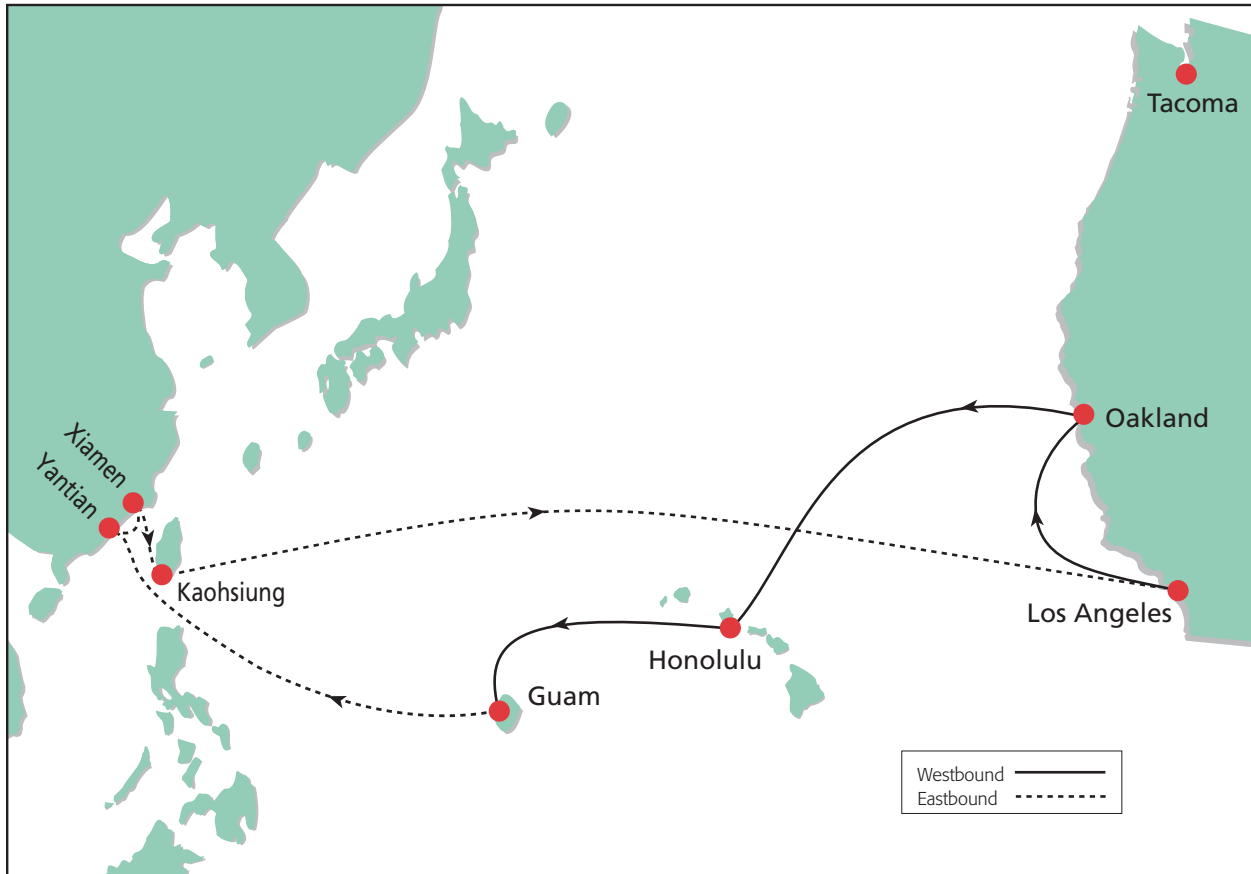 Tacoma
Oakland
Xiamen
Yantian
Kaohsiung
Los Angeles
Honolulu
Guam
Westbound
Eastbound